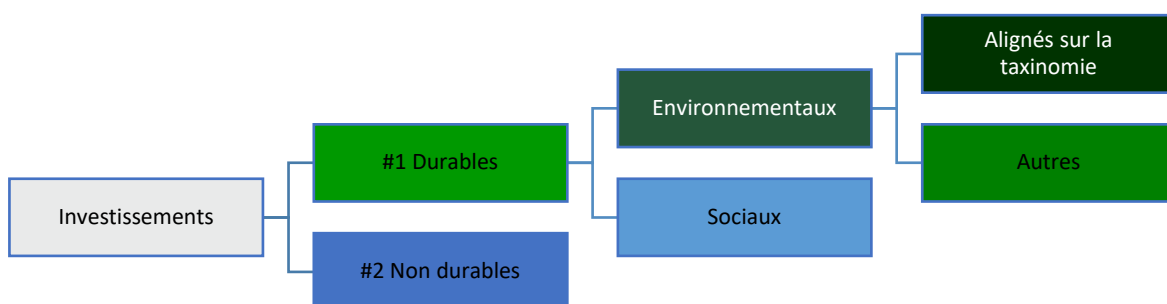 Investissements
#1 Durables
#2 Non durables
Environnementaux
Sociaux
Alignés sur la
taxinomie
Autres